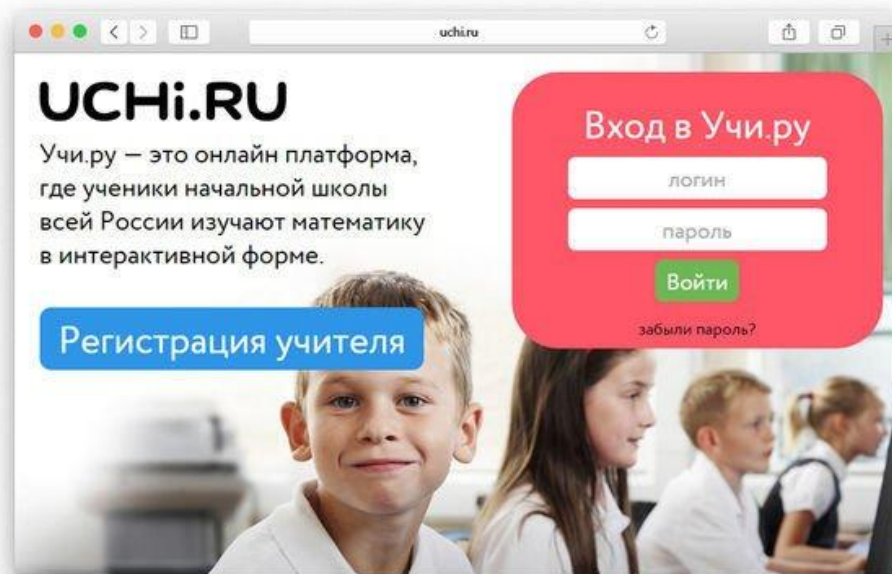 uchi.ru
UCHi.RU
Учи.ру — это онлайн платформа,
где ученики начальной школы
всей России изучают математику
в интерактивной форме.
Регистрация учителя
Вход в Учи.ру
логин
пароль
Войти
забыли пароль?